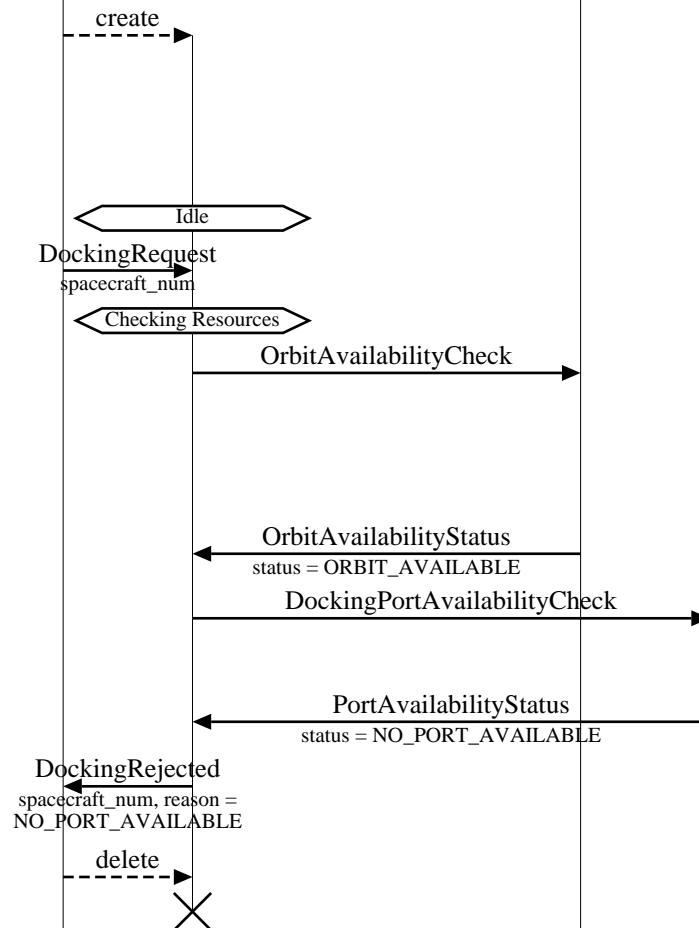 create
Idle
DockingRequest
spacecraft_num
Checking Resources
OrbitAvailabilityCheck
OrbitAvailabilityStatus
status = ORBIT_AVAILABLE
DockingPortAvailabilityCheck
PortAvailabilityStatus
status = NO_PORT_AVAILABLE
DockingRejected
spacecraft_num, reason =
NO_PORT_AVAILABLE
delete